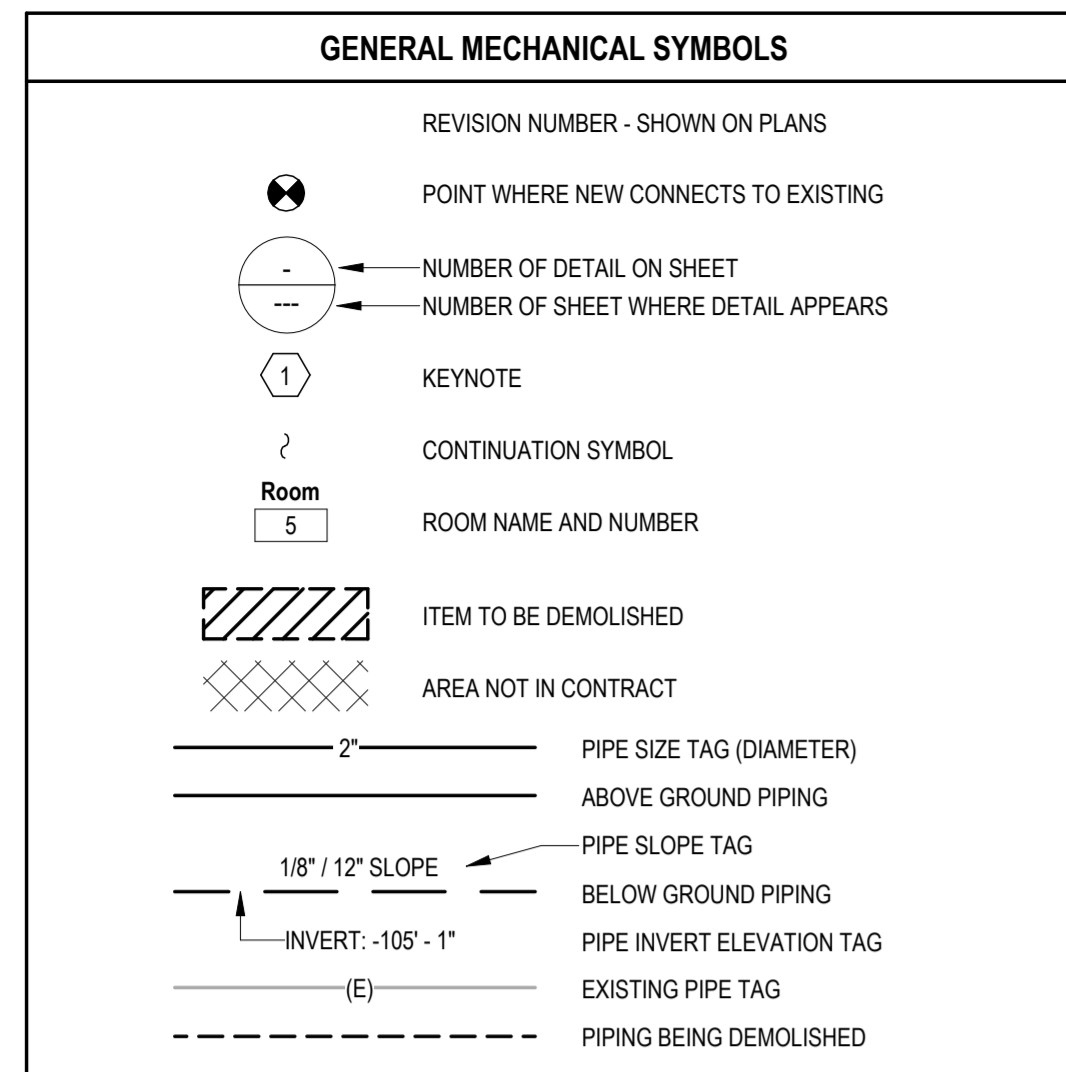 GENERAL MECHANICAL SYMBOLS
REVISION NUMBER - SHOWN ON PLANS
POINT WHERE NEW CONNECTS TO EXISTING
- NUMBER OF DETAIL ON SHEET
--- NUMBER OF SHEET WHERE DETAIL APPEARS
1 KEYNOTE
CONTINUATION SYMBOL
Room
5 ROOM NAME AND NUMBER
ITEM TO BE DEMOLISHED
AREA NOT IN CONTRACT
2" PIPE SIZE TAG (DIAMETER)
ABOVE GROUND PIPING
PIPE SLOPE TAG
1/8" / 12" SLOPE
BELOW GROUND PIPING
INVERT: -105' - 1" PIPE INVERT ELEVATION TAG
(E) EXISTING PIPE TAG
PIPING BEING DEMOLISHED